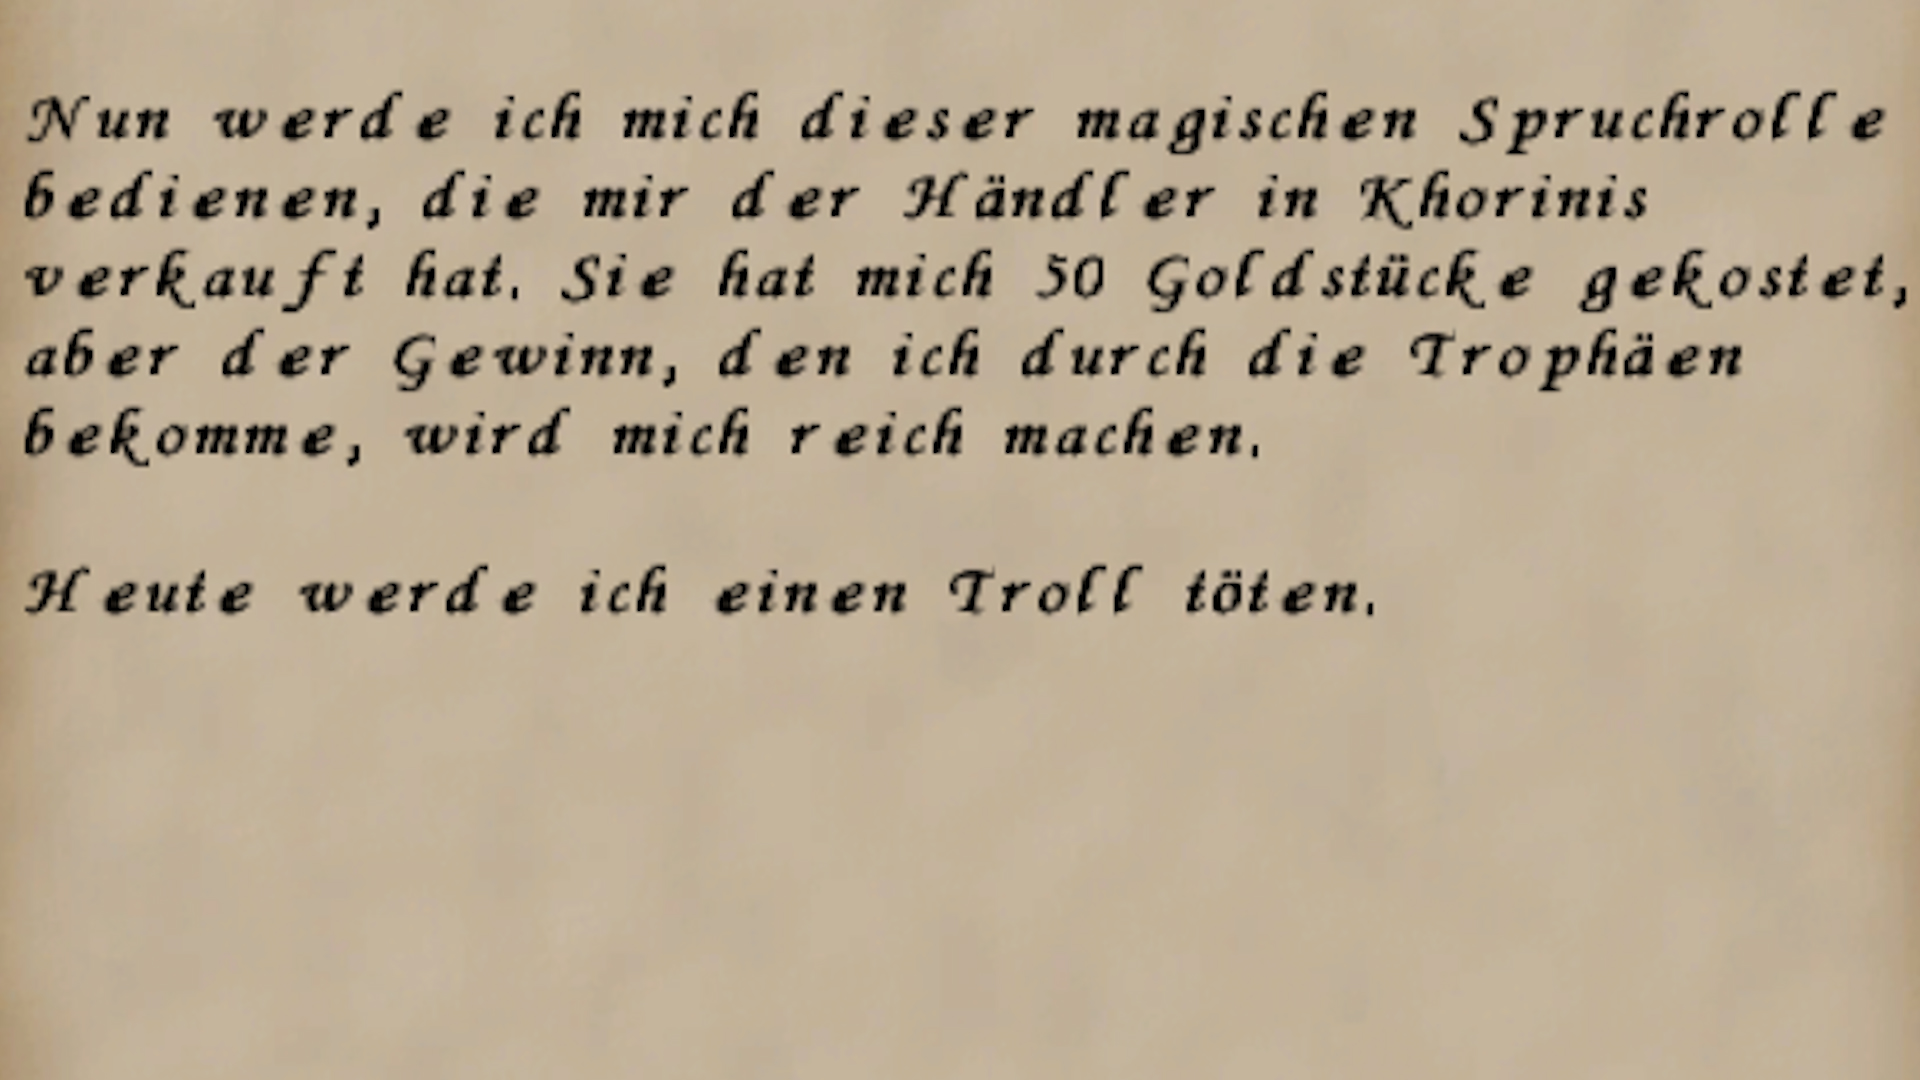 Nun werde ich mich dieser magischen Spruchrolle
bedienen, die mir der Händler in Khorinis
verkauft hat. Sie hat mich 50 Goldstücke gekostet,
aber der Gewinn, den ich durch die Trophäen
bekomme, wird mich reich machen.
Heute werde ich einen Troll töten.